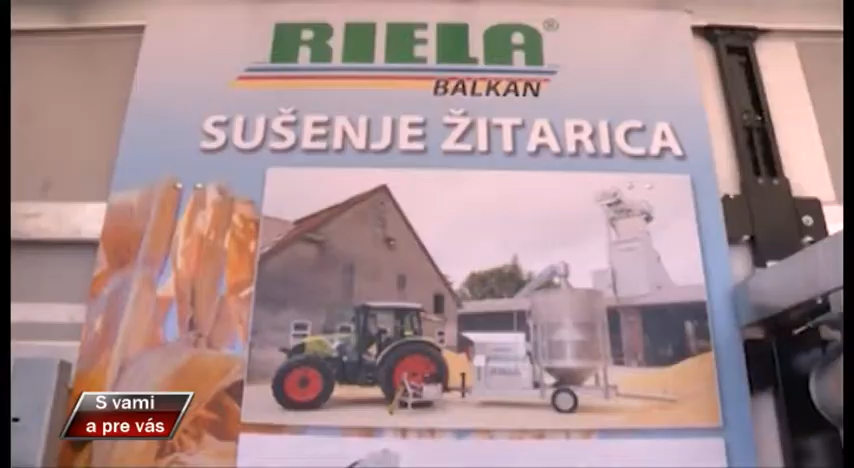 RIELA®
BALKAN
SUŠENJE ŽITARICA
S vami
a pre vás